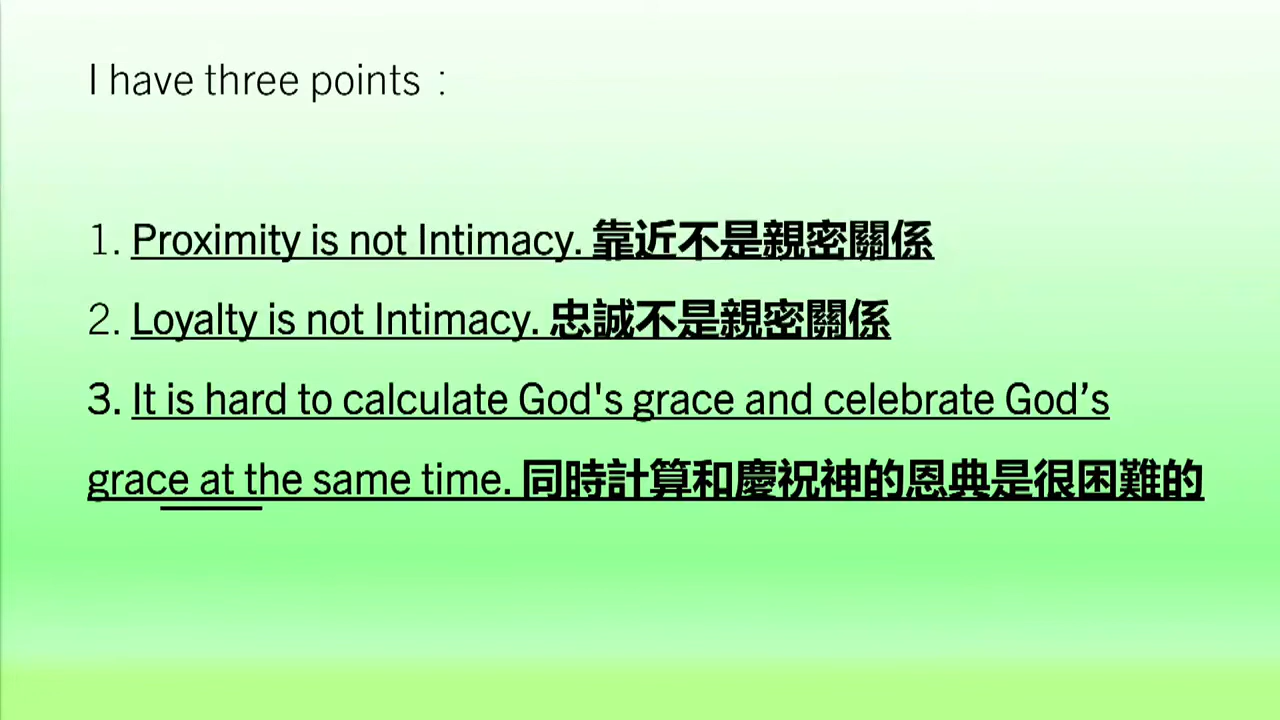 I have three points：
1. Proximity is not Intimacy. 靠近不是親密關係
2. Loyalty is not Intimacy. 忠誠不是親密關係
3. It is hard to calculate God's grace and celebrate God’s
grace at the same time. 同時計算和慶祝神的恩典是很困難的